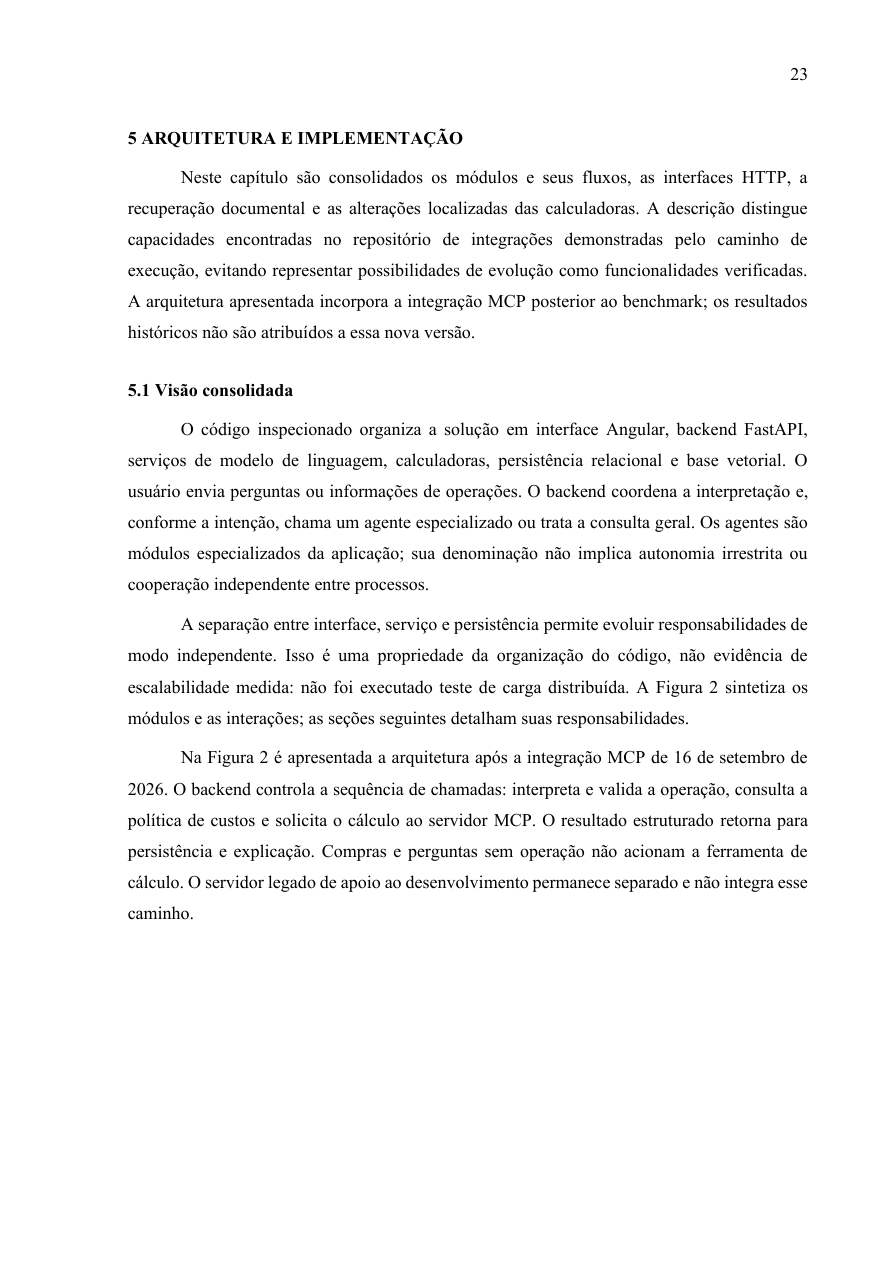 23
5 ARQUITETURA E IMPLEMENTAÇÃO
Neste capítulo são consolidados os módulos e seus fluxos, as interfaces HTTP, a
recuperação documental e as alterações localizadas das calculadoras. A descrição distingue
capacidades encontradas no repositório de integrações demonstradas pelo caminho de
execução, evitando representar possibilidades de evolução como funcionalidades verificadas.
A arquitetura apresentada incorpora a integração MCP posterior ao benchmark; os resultados
históricos não são atribuídos a essa nova versão.
5.1 Visão consolidada
O código inspecionado organiza a solução em interface Angular, backend FastAPI,
serviços de modelo de linguagem, calculadoras, persistência relacional e base vetorial. O
usuário envia perguntas ou informações de operações. O backend coordena a interpretação e,
conforme a intenção, chama um agente especializado ou trata a consulta geral. Os agentes são
módulos especializados da aplicação; sua denominação não implica autonomia irrestrita ou
cooperação independente entre processos.
A separação entre interface, serviço e persistência permite evoluir responsabilidades de
modo independente. Isso é uma propriedade da organização do código, não evidência de
escalabilidade medida: não foi executado teste de carga distribuída. A Figura 2 sintetiza os
módulos e as interações; as seções seguintes detalham suas responsabilidades.
Na Figura 2 é apresentada a arquitetura após a integração MCP de 16 de setembro de
2026. O backend controla a sequência de chamadas: interpreta e valida a operação, consulta a
política de custos e solicita o cálculo ao servidor MCP. O resultado estruturado retorna para
persistência e explicação. Compras e perguntas sem operação não acionam a ferramenta de
cálculo. O servidor legado de apoio ao desenvolvimento permanece separado e não integra esse
caminho.